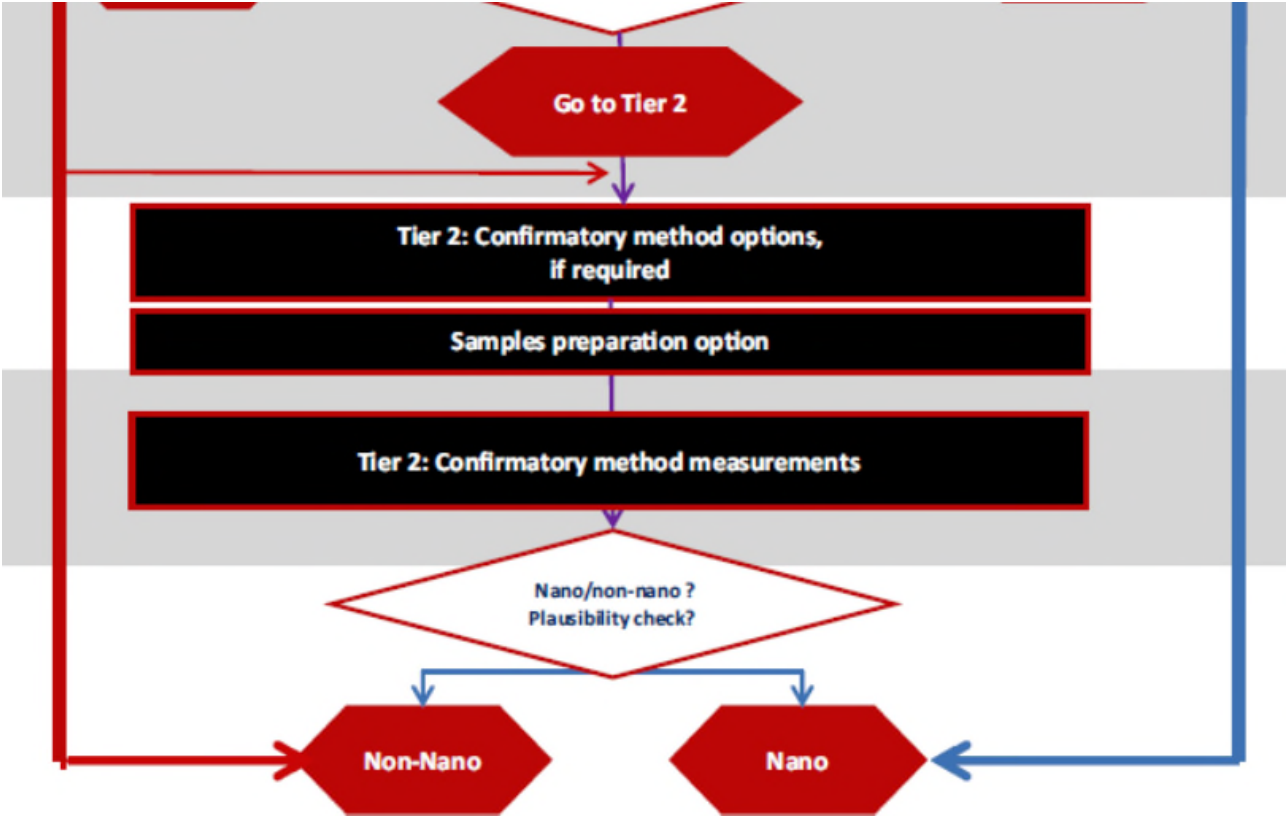 Go to Tier 2
Tier 2: Confirmatory method options,
if required
Samples preparation option
Tier 2: Confirmatory method measurements
Nano/non-nano ?
Plausibility check?
Non-Nano
Nano